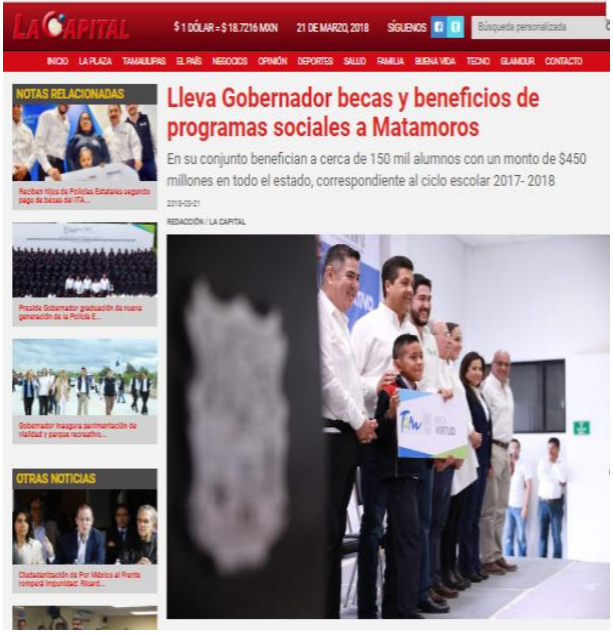 LA CAPITAL
$ 1 DÓLAR = $ 18.7216 MXN
21 DE MARZO, 2018
SÍGUENOS
Búsqueda personalizada
INICIO LA PLAZA TAMAULIPAS EL PAÍS NEGOCIOS OPINIÓN DEPORTES SALUD FAMILIA BUENA VIDA TECNO GLAMOUR CONTACTO
NOTAS RELACIONADAS
Reciben hijos de Policías Estatales segundo
pago de becas del ITA...
Preside Gobernador graduación de nueva
generación de la Policía E...
Gobernador inaugura pavimentación de
vialidad y parque recreativo...
OTRAS NOTICIAS
Ciudadanización de Por México al Frente
romperá impunidad: Ricard...
Lleva Gobernador becas y beneficios de
programas sociales a Matamoros
En su conjunto benefician a cerca de 150 mil alumnos con un monto de $450
millones en todo el estado, correspondiente al ciclo escolar 2017- 2018
2018-03-21
REDACCIÓN / LA CAPITAL
Tam
VIRTUD